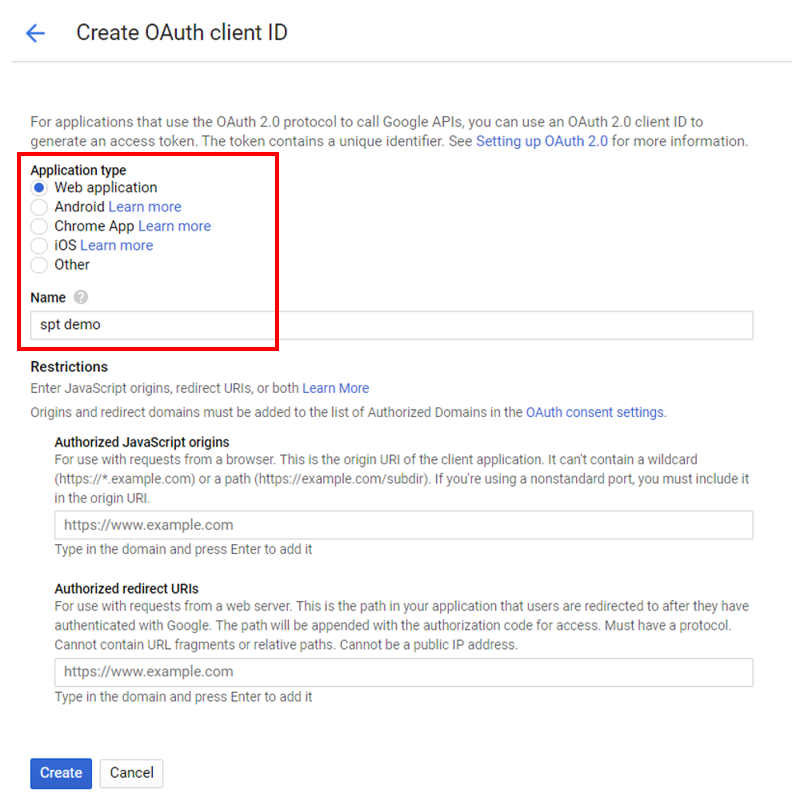 Create OAuth client ID
For applications that use the OAuth 2.0 protocol to call Google APIs, you can use an OAuth 2.0 client ID to
generate an access token. The token contains a unique identifier. See Setting up OAuth 2.0 for more information.
Application type
Web application
Android Learn more
Chrome App Learn more
iOS Learn more
Other
Name ?
spt demo
Restrictions
Enter JavaScript origins, redirect URIs, or both Learn More
Origins and redirect domains must be added to the list of Authorized Domains in the OAuth consent settings.
Authorized JavaScript origins
For use with requests from a browser. This is the origin URI of the client application. It can't contain a wildcard
(https://*.example.com) or a path (https://example.com/subdir). If you're using a nonstandard port, you must include it
in the origin URI.
https://www.example.com
Type in the domain and press Enter to add it
Authorized redirect URIs
For use with requests from a web server. This is the path in your application that users are redirected to after they have
authenticated with Google. The path will be appended with the authorization code for access. Must have a protocol.
Cannot contain URL fragments or relative paths. Cannot be a public IP address.
https://www.example.com
Type in the domain and press Enter to add it
Create Cancel